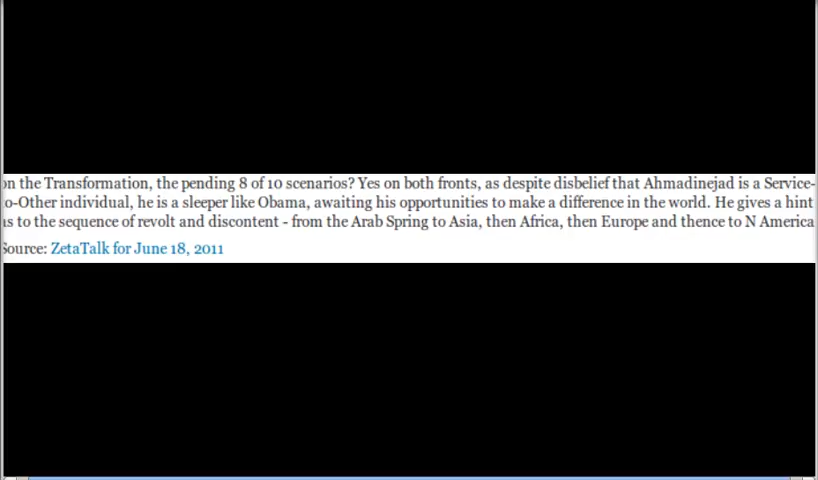 on the Transformation, the pending 8 of 10 scenarios? Yes on both fronts, as despite disbelief that Ahmadinejad is a Service-
o-Other individual, he is a sleeper like Obama, awaiting his opportunities to make a difference in the world. He gives a hint
as to the sequence of revolt and discontent - from the Arab Spring to Asia, then Africa, then Europe and thence to N America
Source: ZetaTalk for June 18, 2011